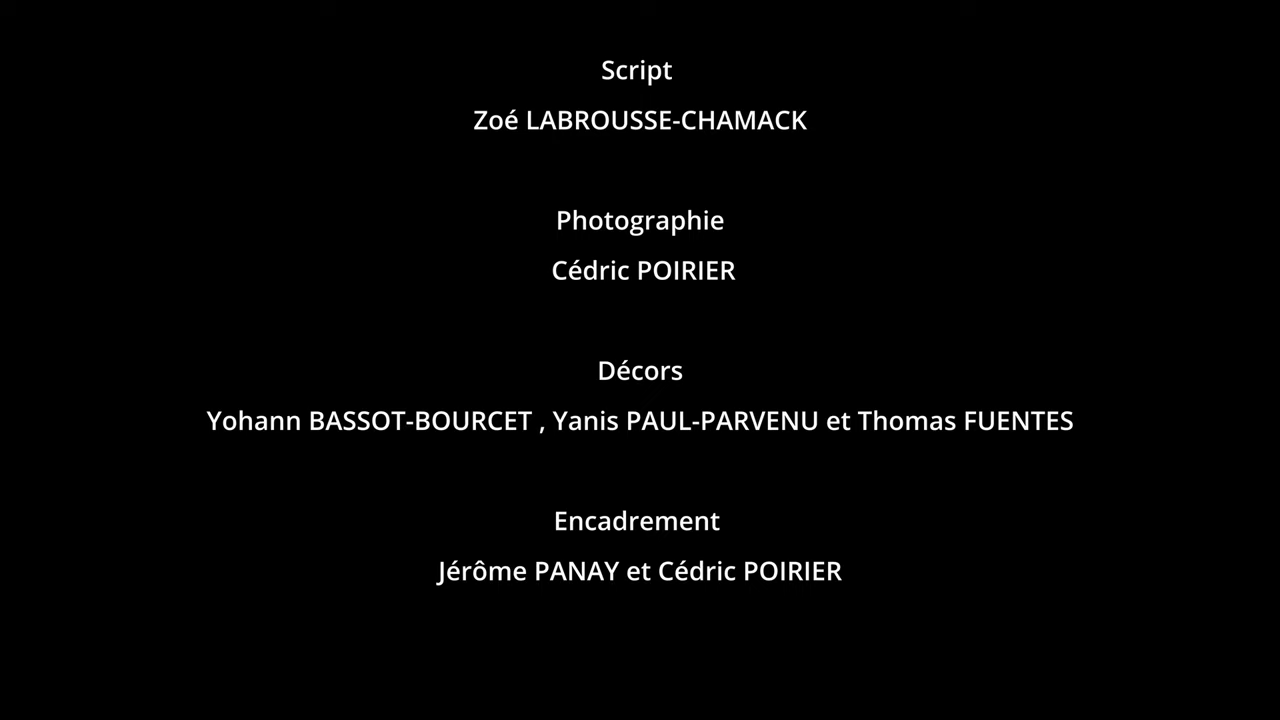 Script
Zoé LABROUSSE-CHAMACK
Photographie
Cédric POIRIER
Décors
Yohann BASSOT-BOURCET , Yanis PAUL-PARVENU et Thomas FUENTES
Encadrement
Jérôme PANAY et Cédric POIRIER